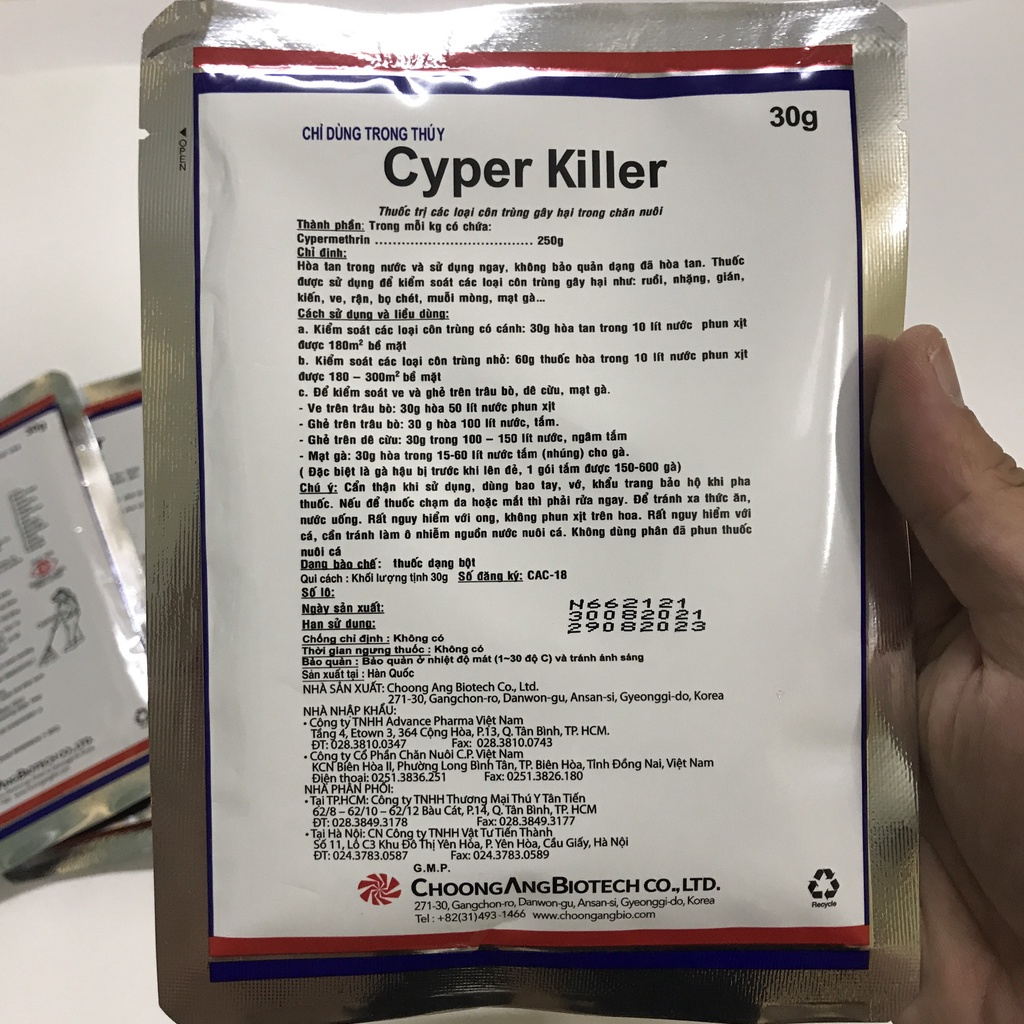 30g
OPEN
CHỈ DÙNG TRONG THÚ Y
Cyper Killer
Thuốc trị các loại côn trùng gây hại trong chăn nuôi
Thành phần: Trong mỗi kg có chứa:
Cypermethrin ................................... 250g
Chỉ định:
Hòa tan trong nước và sử dụng ngay, không bảo quản dạng đã hòa tan. Thuốc
được sử dụng để kiểm soát các loại côn trùng gây hại như: ruồi, nhặng, gián,
kiến, ve, rận, bọ chét, muỗi mòng, mạt gà...
Cách sử dụng và liều dùng:
a. Kiểm soát các loại côn trùng có cánh: 30g hòa tan trong 10 lít nước phun xịt
được 180m² bề mặt
b. Kiểm soát các loại côn trùng nhỏ: 60g thuốc hòa trong 10 lít nước phun xịt
được 180 – 300m² bề mặt
c. Để kiểm soát ve và ghẻ trên trâu bò, dê cừu, mạt gà.
- Ve trên trâu bò: 30g hòa 50 lít nước phun xịt
- Ghẻ trên trâu bò: 30 g hòa 100 lít nước, tắm.
- Ghẻ trên dê cừu: 30g trong 100 – 150 lít nước, ngâm tắm
- Mạt gà: 30g hòa trong 15-60 lít nước tắm (nhúng) cho gà.
( Đặc biệt là gà hậu bị trước khi lên đẻ, 1 gói tắm được 150-600 gà)
Chú ý: Cẩn thận khi sử dụng, dùng bao tay, vớ, khẩu trang bảo hộ khi pha
thuốc. Nếu để thuốc chạm da hoặc mắt thì phải rửa ngay. Để tránh xa thức ăn,
nước uống. Rất nguy hiểm với ong, không phun xịt trên hoa. Rất nguy hiểm với
cá, cần tránh làm ô nhiễm nguồn nước nuôi cá. Không dùng phân đã phun thuốc
nuôi cá
Dạng bào chế: thuốc dạng bột
Qui cách : Khối lượng tịnh 30g Số đăng ký: CAC-18
Số lô: N662121
Ngày sản xuất: 30082021
Hạn sử dụng: 29082023
Chống chỉ định : Không có
Thời gian ngưng thuốc : Không có
Bảo quản : Bảo quản ở nhiệt độ mát (1~30 độ C) và tránh ánh sáng
Sản xuất tại : Hàn Quốc
NHÀ SẢN XUẤT: Choong Ang Biotech Co., Ltd.
271-30, Gangchon-ro, Danwon-gu, Ansan-si, Gyeonggi-do, Korea
NHÀ NHẬP KHẨU:
• Công ty TNHH Advance Pharma Việt Nam
Tầng 4, Etown 3, 364 Cộng Hòa, P.13, Q. Tân Bình, TP. HCM.
ĐT: 028.3810.0347 Fax: 028.3810.0743
• Công ty Cổ Phần Chăn Nuôi C.P. Việt Nam
KCN Biên Hòa II, Phường Long Bình Tân, TP. Biên Hòa, Tỉnh Đồng Nai, Việt Nam
Điện thoại: 0251.3836.251 Fax: 0251.3826.180
NHÀ PHÂN PHỐI:
• Tại TP.HCM: Công ty TNHH Thương Mại Thú Y Tân Tiến
62/8 – 62/10 – 62/12 Bàu Cát, P.14, Q. Tân Bình, TP. HCM
ĐT: 028.3849.3178 Fax: 028.3849.3177
• Tại Hà Nội: CN Công ty TNHH Vật Tư Tiến Thành
Số 11, Lô C3 Khu Đô Thị Yên Hòa, P. Yên Hòa, Cầu Giấy, Hà Nội
ĐT: 024.3783.0587 Fax: 024.3783.0589
G.M.P.
CHOONGANGBIOTECH CO.,LTD.
271-30, Gangchon-ro, Danwon-gu, Ansan-si, Gyeonggi-do, Korea
Tel : +82(31)493-1466 www.choongangbio.com
Recycle